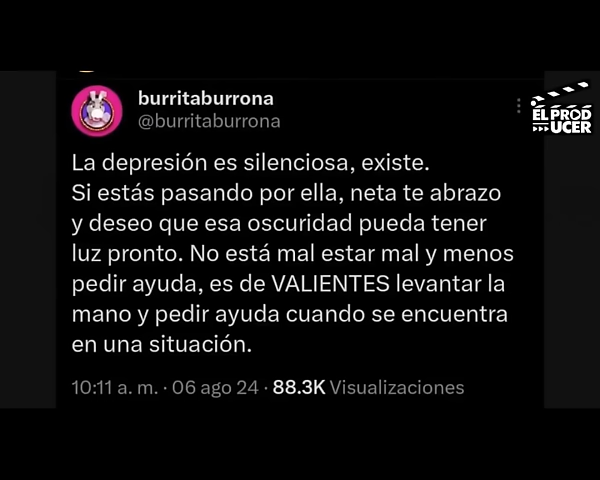 burritaburrona
@burritaburrona
EL PROD
UCER
La depresión es silenciosa, existe.
Si estás pasando por ella, neta te abrazo
y deseo que esa oscuridad pueda tener
luz pronto. No está mal estar mal y menos
pedir ayuda, es de VALIENTES levantar la
mano y pedir ayuda cuando se encuentra
en una situación.
10:11 a. m. · 06 ago 24 · 88.3K Visualizaciones